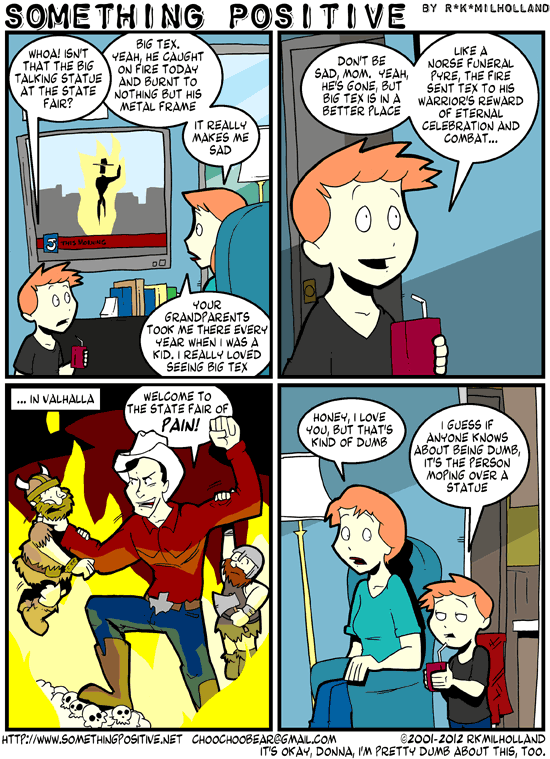 SOMETHING POSITIVE BY R*K*MILHOLLAND
WHOA! ISN'T
THAT THE BIG
TALKING STATUE
AT THE STATE
FAIR?
BIG TEX.
YEAH, HE CAUGHT
ON FIRE TODAY
AND BURNT TO
NOTHING BUT HIS
METAL FRAME
IT REALLY
MAKES ME
SAD
THIS MORNING
YOUR
GRANDPARENTS
TOOK ME THERE EVERY
YEAR WHEN I WAS A
KID. I REALLY LOVED
SEEING BIG TEX
DON'T BE
SAD, MOM. YEAH,
HE'S GONE, BUT
BIG TEX IS IN A
BETTER PLACE
LIKE A
NORSE FUNERAL
PYRE, THE FIRE
SENT TEX TO HIS
WARRIOR'S REWARD
OF ETERNAL
CELEBRATION AND
COMBAT...
... IN VALHALLA
WELCOME TO
THE STATE FAIR OF
PAIN!
HONEY, I LOVE
YOU, BUT THAT'S
KIND OF DUMB
I GUESS IF
ANYONE KNOWS
ABOUT BEING DUMB,
IT'S THE PERSON
MOPING OVER A
STATUE
HTTP://WWW.SOMETHINGPOSITIVE.NET CHOOCHOOBEAR@GMAIL.COM ©2001-2012 RKMILHOLLAND
IT'S OKAY, DONNA, I'M PRETTY DUMB ABOUT THIS, TOO.